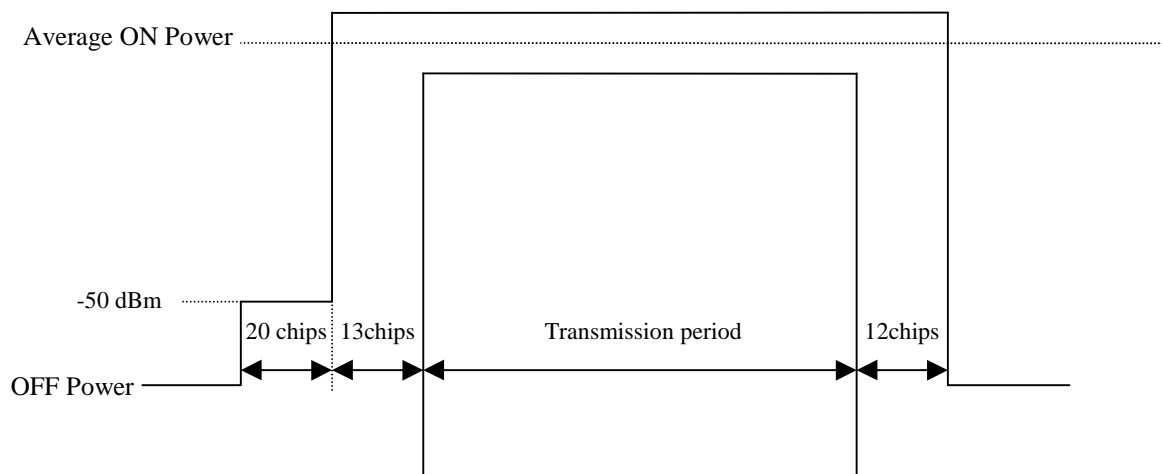 Average ON Power
-50 dBm
20 chips 13chips Transmission period 12chips
OFF Power